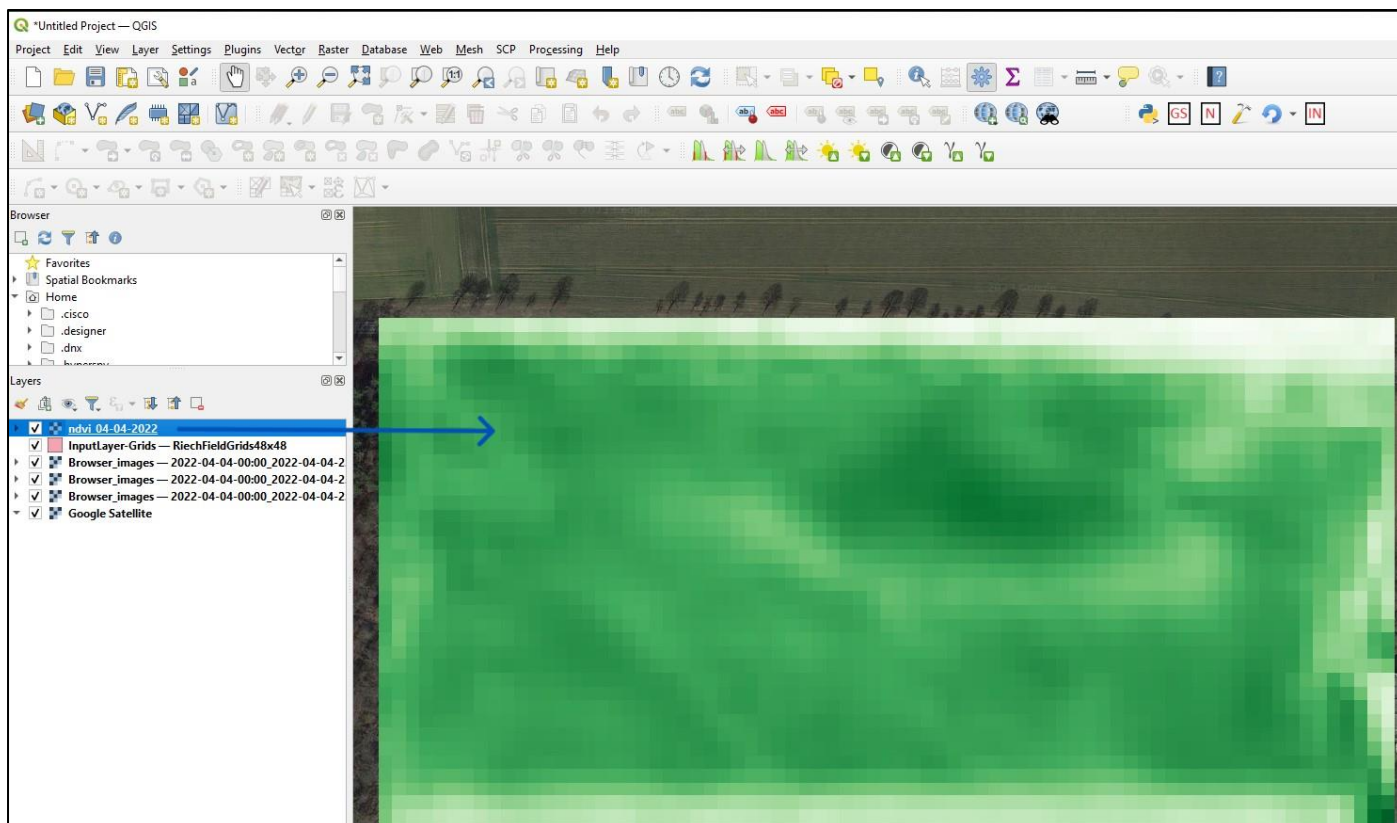 *Untitled Project — QGIS
Project Edit View Layer Settings Plugins Vector Raster Database Web Mesh SCP Processing Help
GS N IN
Browser
Favorites
Spatial Bookmarks
Home
.cisco
.designer
.dnx
Layers
ndvi_04-04-2022
InputLayer-Grids — RiechFieldGrids48x48
Browser_images — 2022-04-04-00:00_2022-04-04-2
Browser_images — 2022-04-04-00:00_2022-04-04-2
Browser_images — 2022-04-04-00:00_2022-04-04-2
Google Satellite